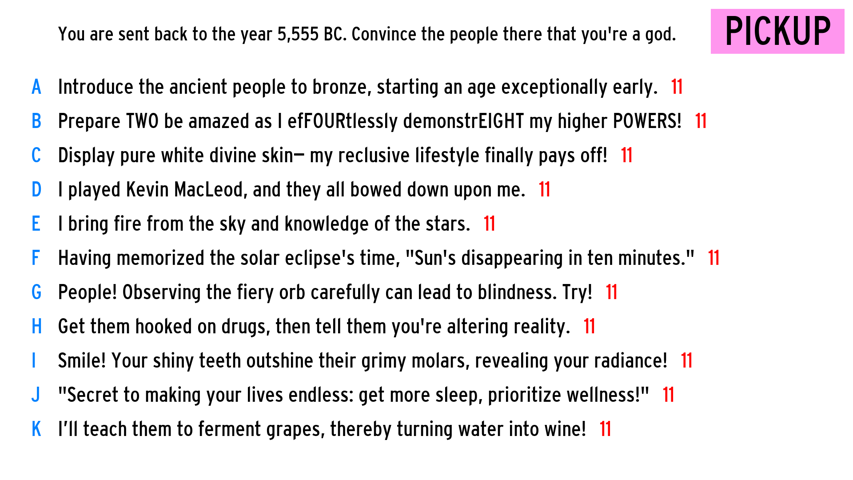 You are sent back to the year 5,555 BC. Convince the people there that you're a god.
PICKUP
A Introduce the ancient people to bronze, starting an age exceptionally early. 11
B Prepare TWO be amazed as I efFOURtlessly demonstrEIGHT my higher POWERS! 11
C Display pure white divine skin— my reclusive lifestyle finally pays off! 11
D I played Kevin MacLeod, and they all bowed down upon me. 11
E I bring fire from the sky and knowledge of the stars. 11
F Having memorized the solar eclipse's time, "Sun's disappearing in ten minutes." 11
G People! Observing the fiery orb carefully can lead to blindness. Try! 11
H Get them hooked on drugs, then tell them you're altering reality. 11
I Smile! Your shiny teeth outshine their grimy molars, revealing your radiance! 11
J "Secret to making your lives endless: get more sleep, prioritize wellness!" 11
K I’ll teach them to ferment grapes, thereby turning water into wine! 11